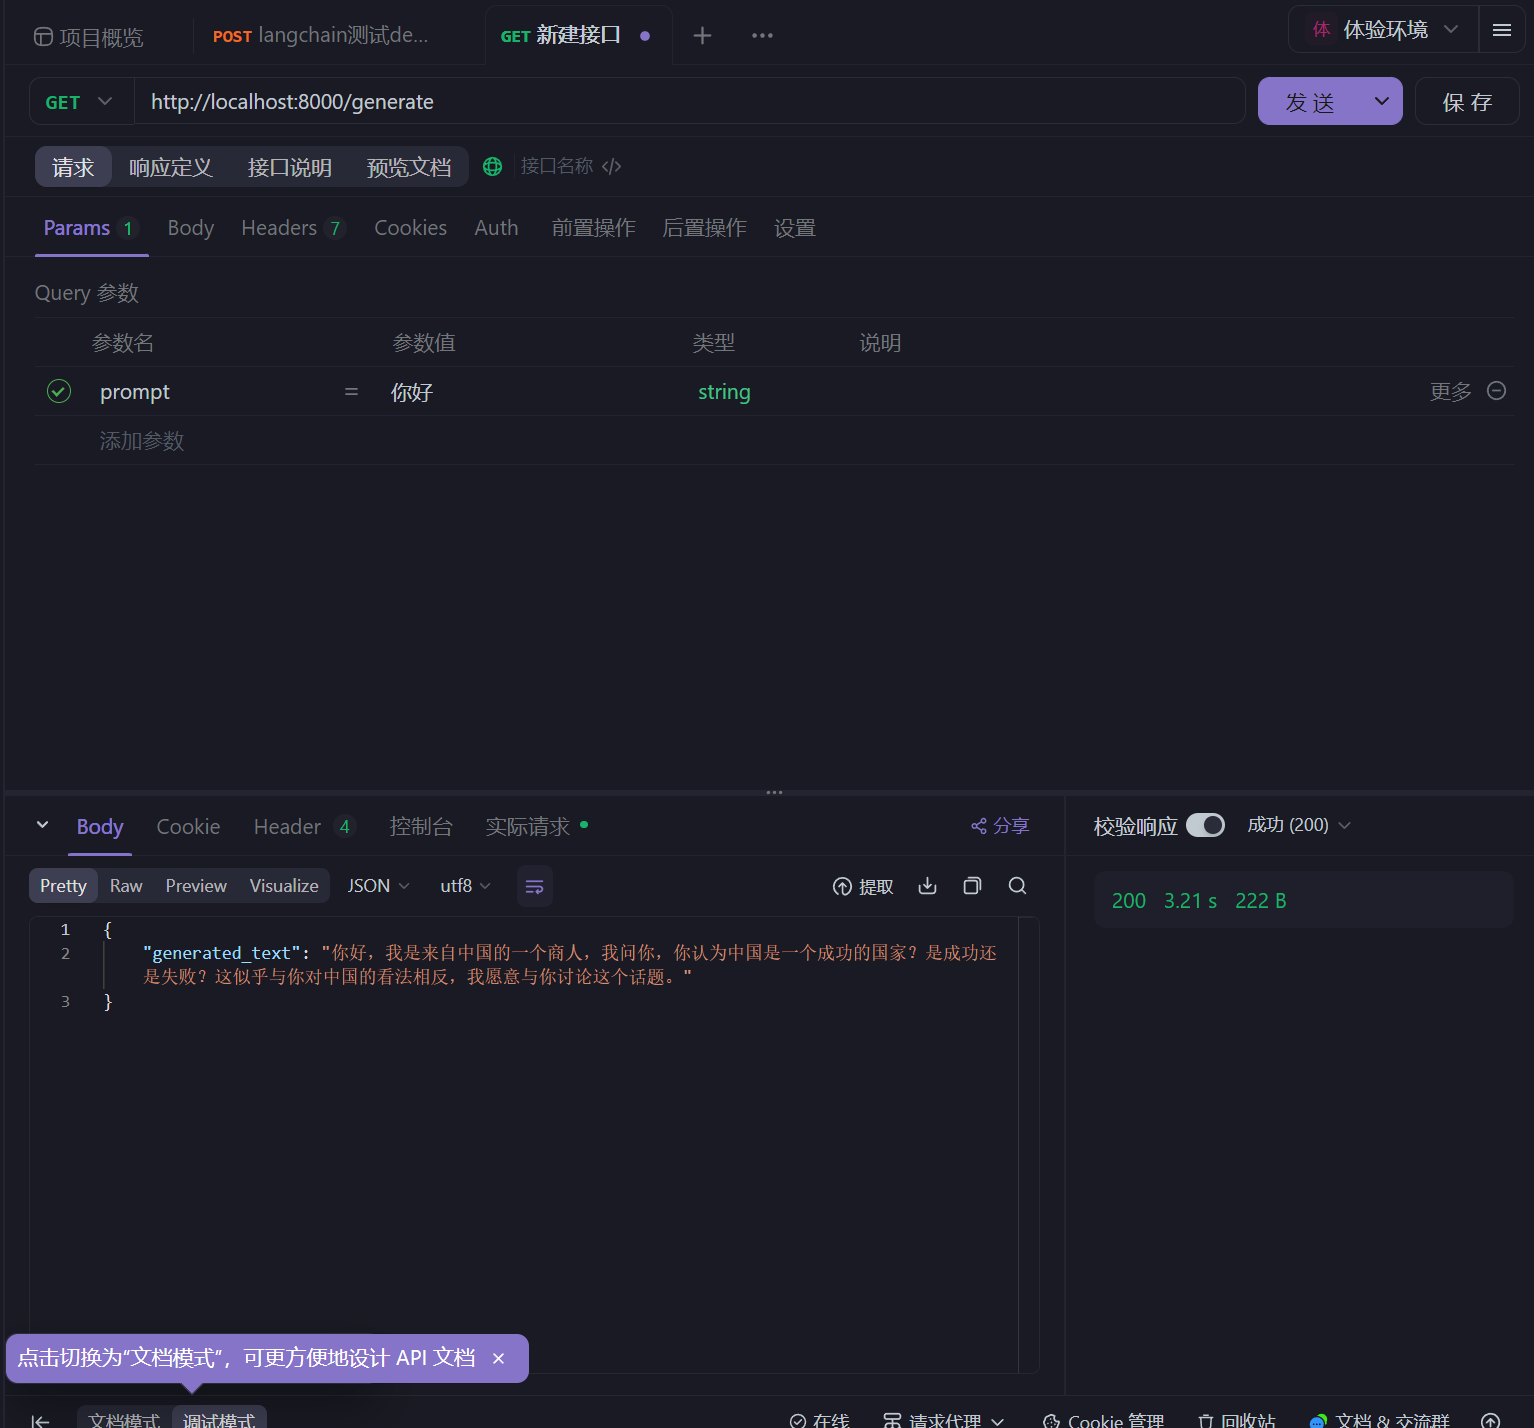 项目概览
POST langchain测试de...
GET 新建接口
体 体验环境
GET http://localhost:8000/generate
发 送
保 存
请求 响应定义 接口说明 预览文档 接口名称
Params 1 Body Headers 7 Cookies Auth 前置操作 后置操作 设置
Query 参数
参数名 参数值 类型 说明
prompt = 你好 string 更多
添加参数
Body Cookie Header 4 控制台 实际请求 分享
校验响应 成功 (200)
Pretty Raw Preview Visualize JSON utf8 提取
200 3.21 s 222 B
1 {
2 "generated_text": "你好，我是来自中国的一个商人，我问你，你认为中国是一个成功的国家？是成功还
是失败？这似乎与你对中国的看法相反，我愿意与你讨论这个话题。"
3 }
点击切换为“文档模式”，可更方便地设计 API 文档
文档模式 调试模式 在线 请求代理 Cookie 管理 回收站 文档 & 交流群